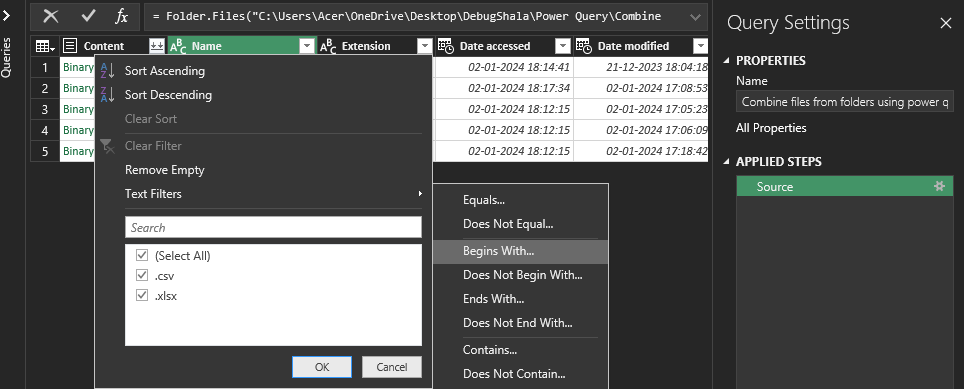 Queries
fx
= Folder.Files("C:\Users\Acer\OneDrive\Desktop\DebugShala\Power Query\Combine
Content ABC Name ABC Extension Date accessed Date modified
1 Binary 02-01-2024 18:14:41 21-12-2023 18:04:18
2 Binary 02-01-2024 18:17:34 02-01-2024 17:08:53
3 Binary 02-01-2024 18:12:15 02-01-2024 17:05:23
4 Binary 02-01-2024 18:12:15 02-01-2024 17:06:09
5 Binary 02-01-2024 18:12:15 02-01-2024 17:18:42
Sort Ascending
Sort Descending
Clear Sort
Clear Filter
Remove Empty
Text Filters
Search
(Select All)
.csv
.xlsx
OK Cancel
Equals...
Does Not Equal...
Begins With...
Does Not Begin With...
Ends With...
Does Not End With...
Contains...
Does Not Contain...
Query Settings
PROPERTIES
Name
Combine files from folders using power q
All Properties
APPLIED STEPS
Source